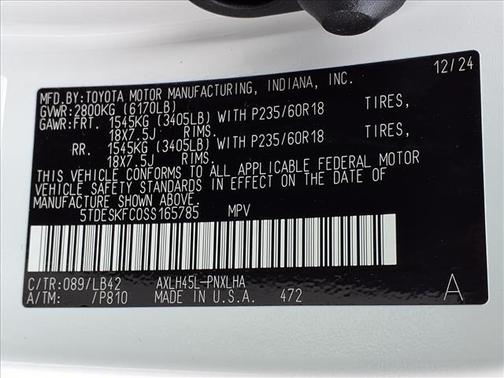 MFD.BY:TOYOTA MOTOR MANUFACTURING, INDIANA, INC. 12/24
GVWR:2800KG (6170LB)
GAWR:FRT. 1545KG (3405LB) WITH P235/60R18 TIRES,
18X7.5J RIMS.
RR. 1545KG (3405LB) WITH P235/60R18 TIRES,
18X7.5J RIMS.
THIS VEHICLE CONFORMS TO ALL APPLICABLE FEDERAL MOTOR
VEHICLE SAFETY STANDARDS IN EFFECT ON THE DATE OF
MANUFACTURE SHOWN ABOVE.
5TDESKFC0SS165785 MPV
C/TR:089/LB42 AXLH45L-PNXLHA A
A/TM: /P810 MADE IN U.S.A. 472